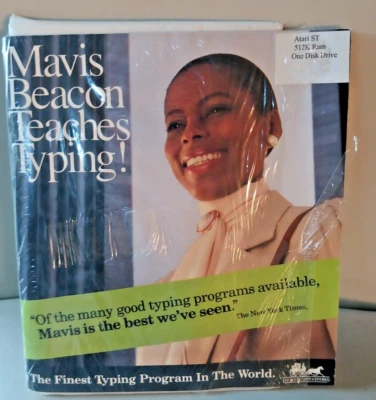 Mavis
Beacon
Teaches
Typing!
Atari ST
512K Ram
One Disk Drive
"Of the many good typing programs available,
Mavis is the best we've seen."
The New York Times.
The Finest Typing Program In The World.